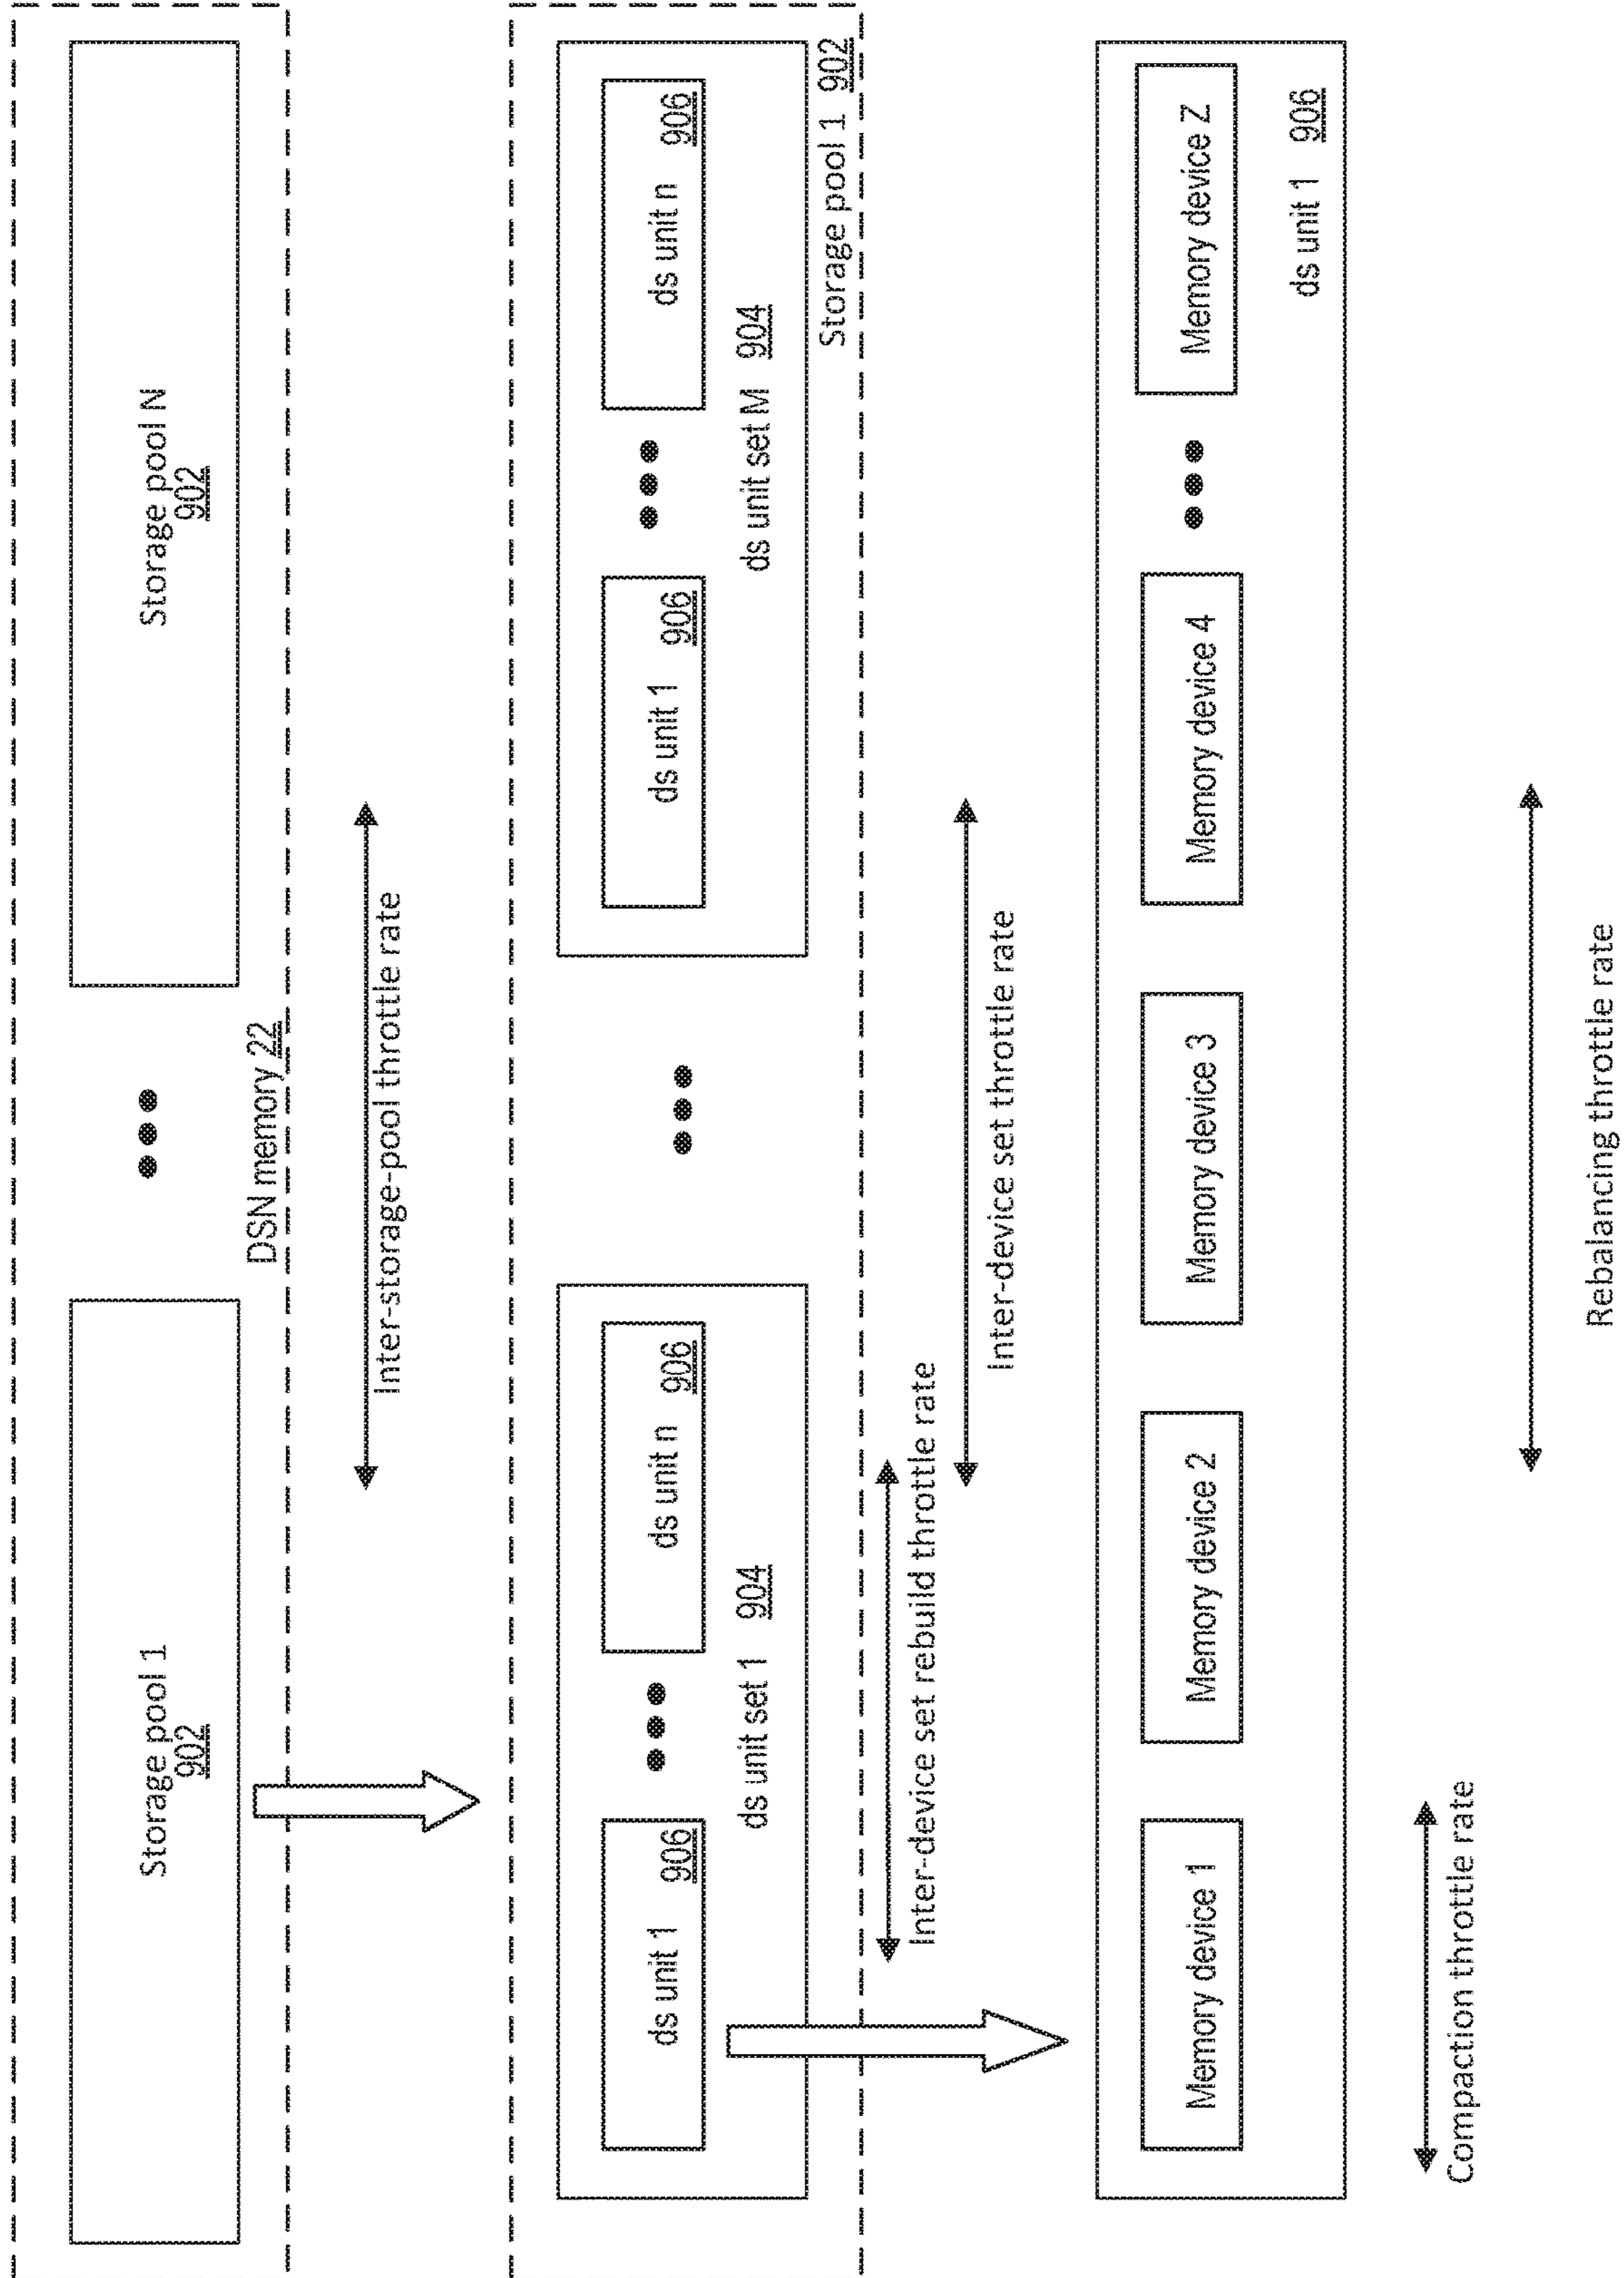 Storage pool 1
902
Storage pool N
902
DSN memory 22
Inter-storage-pool throttle rate
ds unit 1 906
ds unit n 906
ds unit set 1 904
ds unit 1 906
ds unit n 906
ds unit set M 904
Storage pool 1 902
Inter-device set rebuild throttle rate
Inter-device set throttle rate
Memory device 1
Memory device 2
Memory device 3
Memory device 4
Memory device Z
ds unit 1 906
Compaction throttle rate
Rebalancing throttle rate